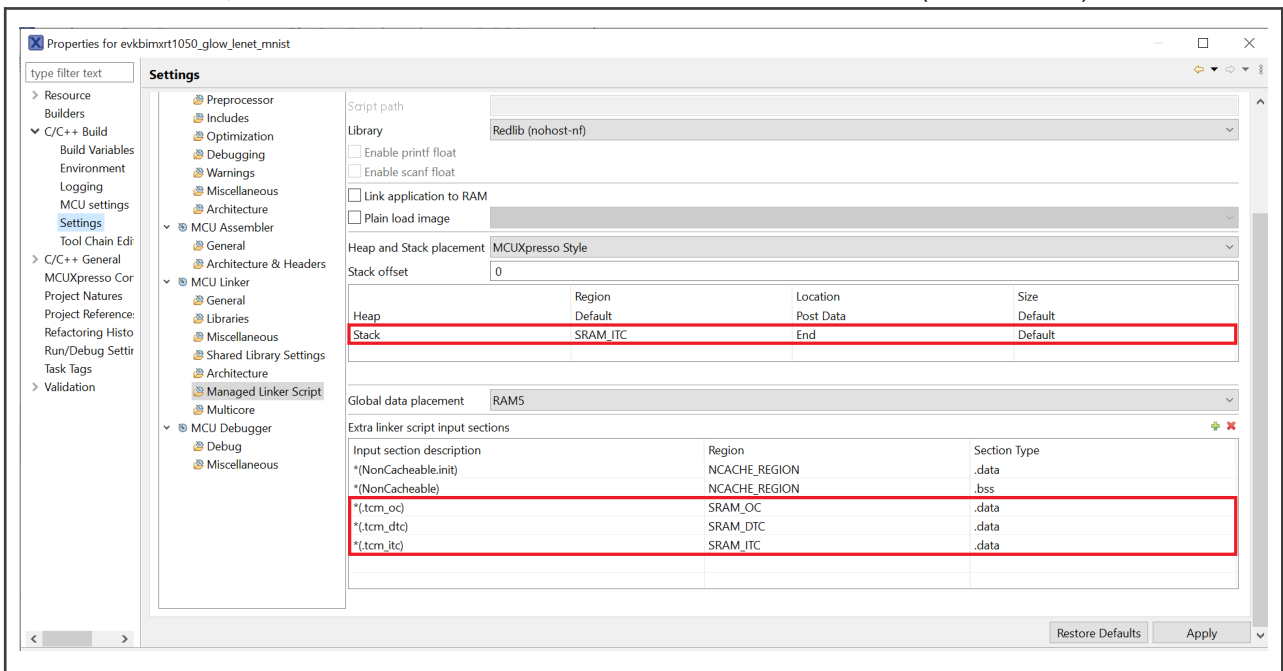 Properties for evkbimxrt1050_glow_lenet_mnist
type filter text
Settings
Resource
Builders
C/C++ Build
Build Variables
Environment
Logging
MCU settings
Settings
Tool Chain Edi
C/C++ General
MCUXpresso Cor
Project Natures
Project Reference
Refactoring Histo
Run/Debug Settir
Task Tags
Validation
Preprocessor
Includes
Optimization
Debugging
Warnings
Miscellaneous
Architecture
MCU Assembler
General
Architecture & Headers
MCU Linker
General
Libraries
Miscellaneous
Shared Library Settings
Architecture
Managed Linker Script
Multicore
MCU Debugger
Debug
Miscellaneous
Script path
Library Redlib (nohost-nf)
Enable printf float
Enable scanf float
Link application to RAM
Plain load image
Heap and Stack placement MCUXpresso Style
Stack offset 0
Region Location Size
Heap Default Post Data Default
Stack SRAM_ITC End Default
Global data placement RAM5
Extra linker script input sections
Input section description Region Section Type
*(NonCacheable.init) NCACHE_REGION .data
*(NonCacheable) NCACHE_REGION .bss
*(.tcm_oc) SRAM_OC .data
*(.tcm_dtc) SRAM_DTC .data
*(.tcm_itc) SRAM_ITC .data
Restore Defaults Apply